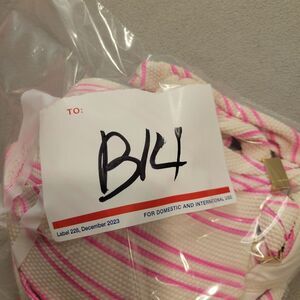 TO:
B14
Label 228, December 2023
FOR DOMESTIC AND INTERNATIONAL USE